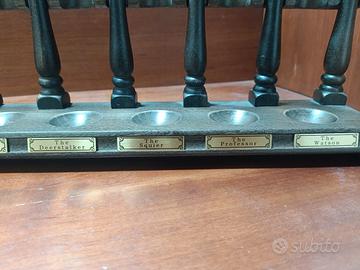 The
Deerstalker
The
Squire
The
Professor
The
Watson
subito